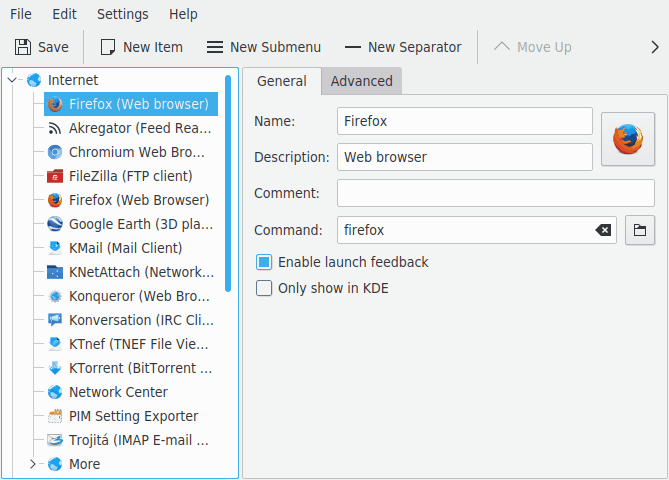 File Edit Settings Help
Save New Item New Submenu New Separator Move Up
Internet
Firefox (Web browser)
Akregator (Feed Rea...
Chromium Web Bro...
FileZilla (FTP client)
Firefox (Web Browser)
Google Earth (3D pla...
KMail (Mail Client)
KNetAttach (Network...
Konqueror (Web Bro...
Konversation (IRC Cli...
KTnef (TNEF File Vie...
KTorrent (BitTorrent ...
Network Center
PIM Setting Exporter
Trojitá (IMAP E-mail ...
More
General Advanced
Name: Firefox
Description: Web browser
Comment:
Command: firefox
Enable launch feedback
Only show in KDE